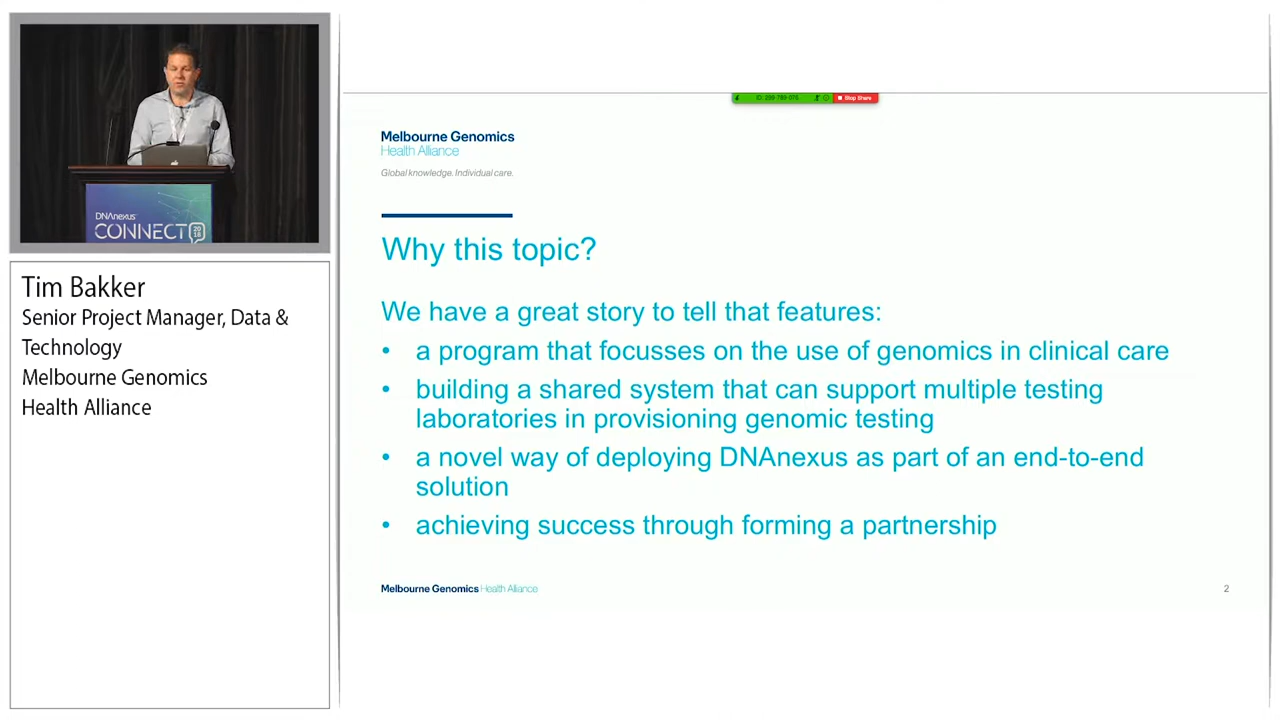 DNAnexus
CONNECT 2018
Tim Bakker
Senior Project Manager, Data &
Technology
Melbourne Genomics
Health Alliance
Stop Share
Melbourne Genomics
Health Alliance
Global knowledge. Individual care.
Why this topic?
We have a great story to tell that features:
• a program that focusses on the use of genomics in clinical care
• building a shared system that can support multiple testing
laboratories in provisioning genomic testing
• a novel way of deploying DNAnexus as part of an end-to-end
solution
• achieving success through forming a partnership
Melbourne Genomics Health Alliance
2